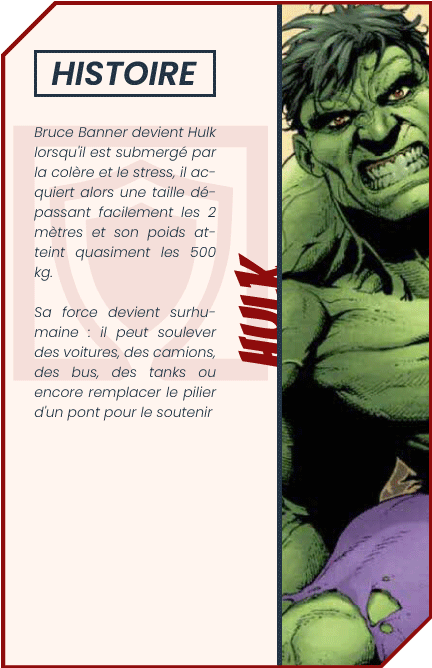 HISTOIRE
Bruce Banner devient Hulk
lorsqu'il est submergé par
la colère et le stress, il ac-
quiert alors une taille dé-
passant facilement les 2
mètres et son poids at-
teint quasiment les 500
kg.
Sa force devient surhu-
maine : il peut soulever
des voitures, des camions,
des bus, des tanks ou
encore remplacer le pilier
d'un pont pour le soutenir
HULK